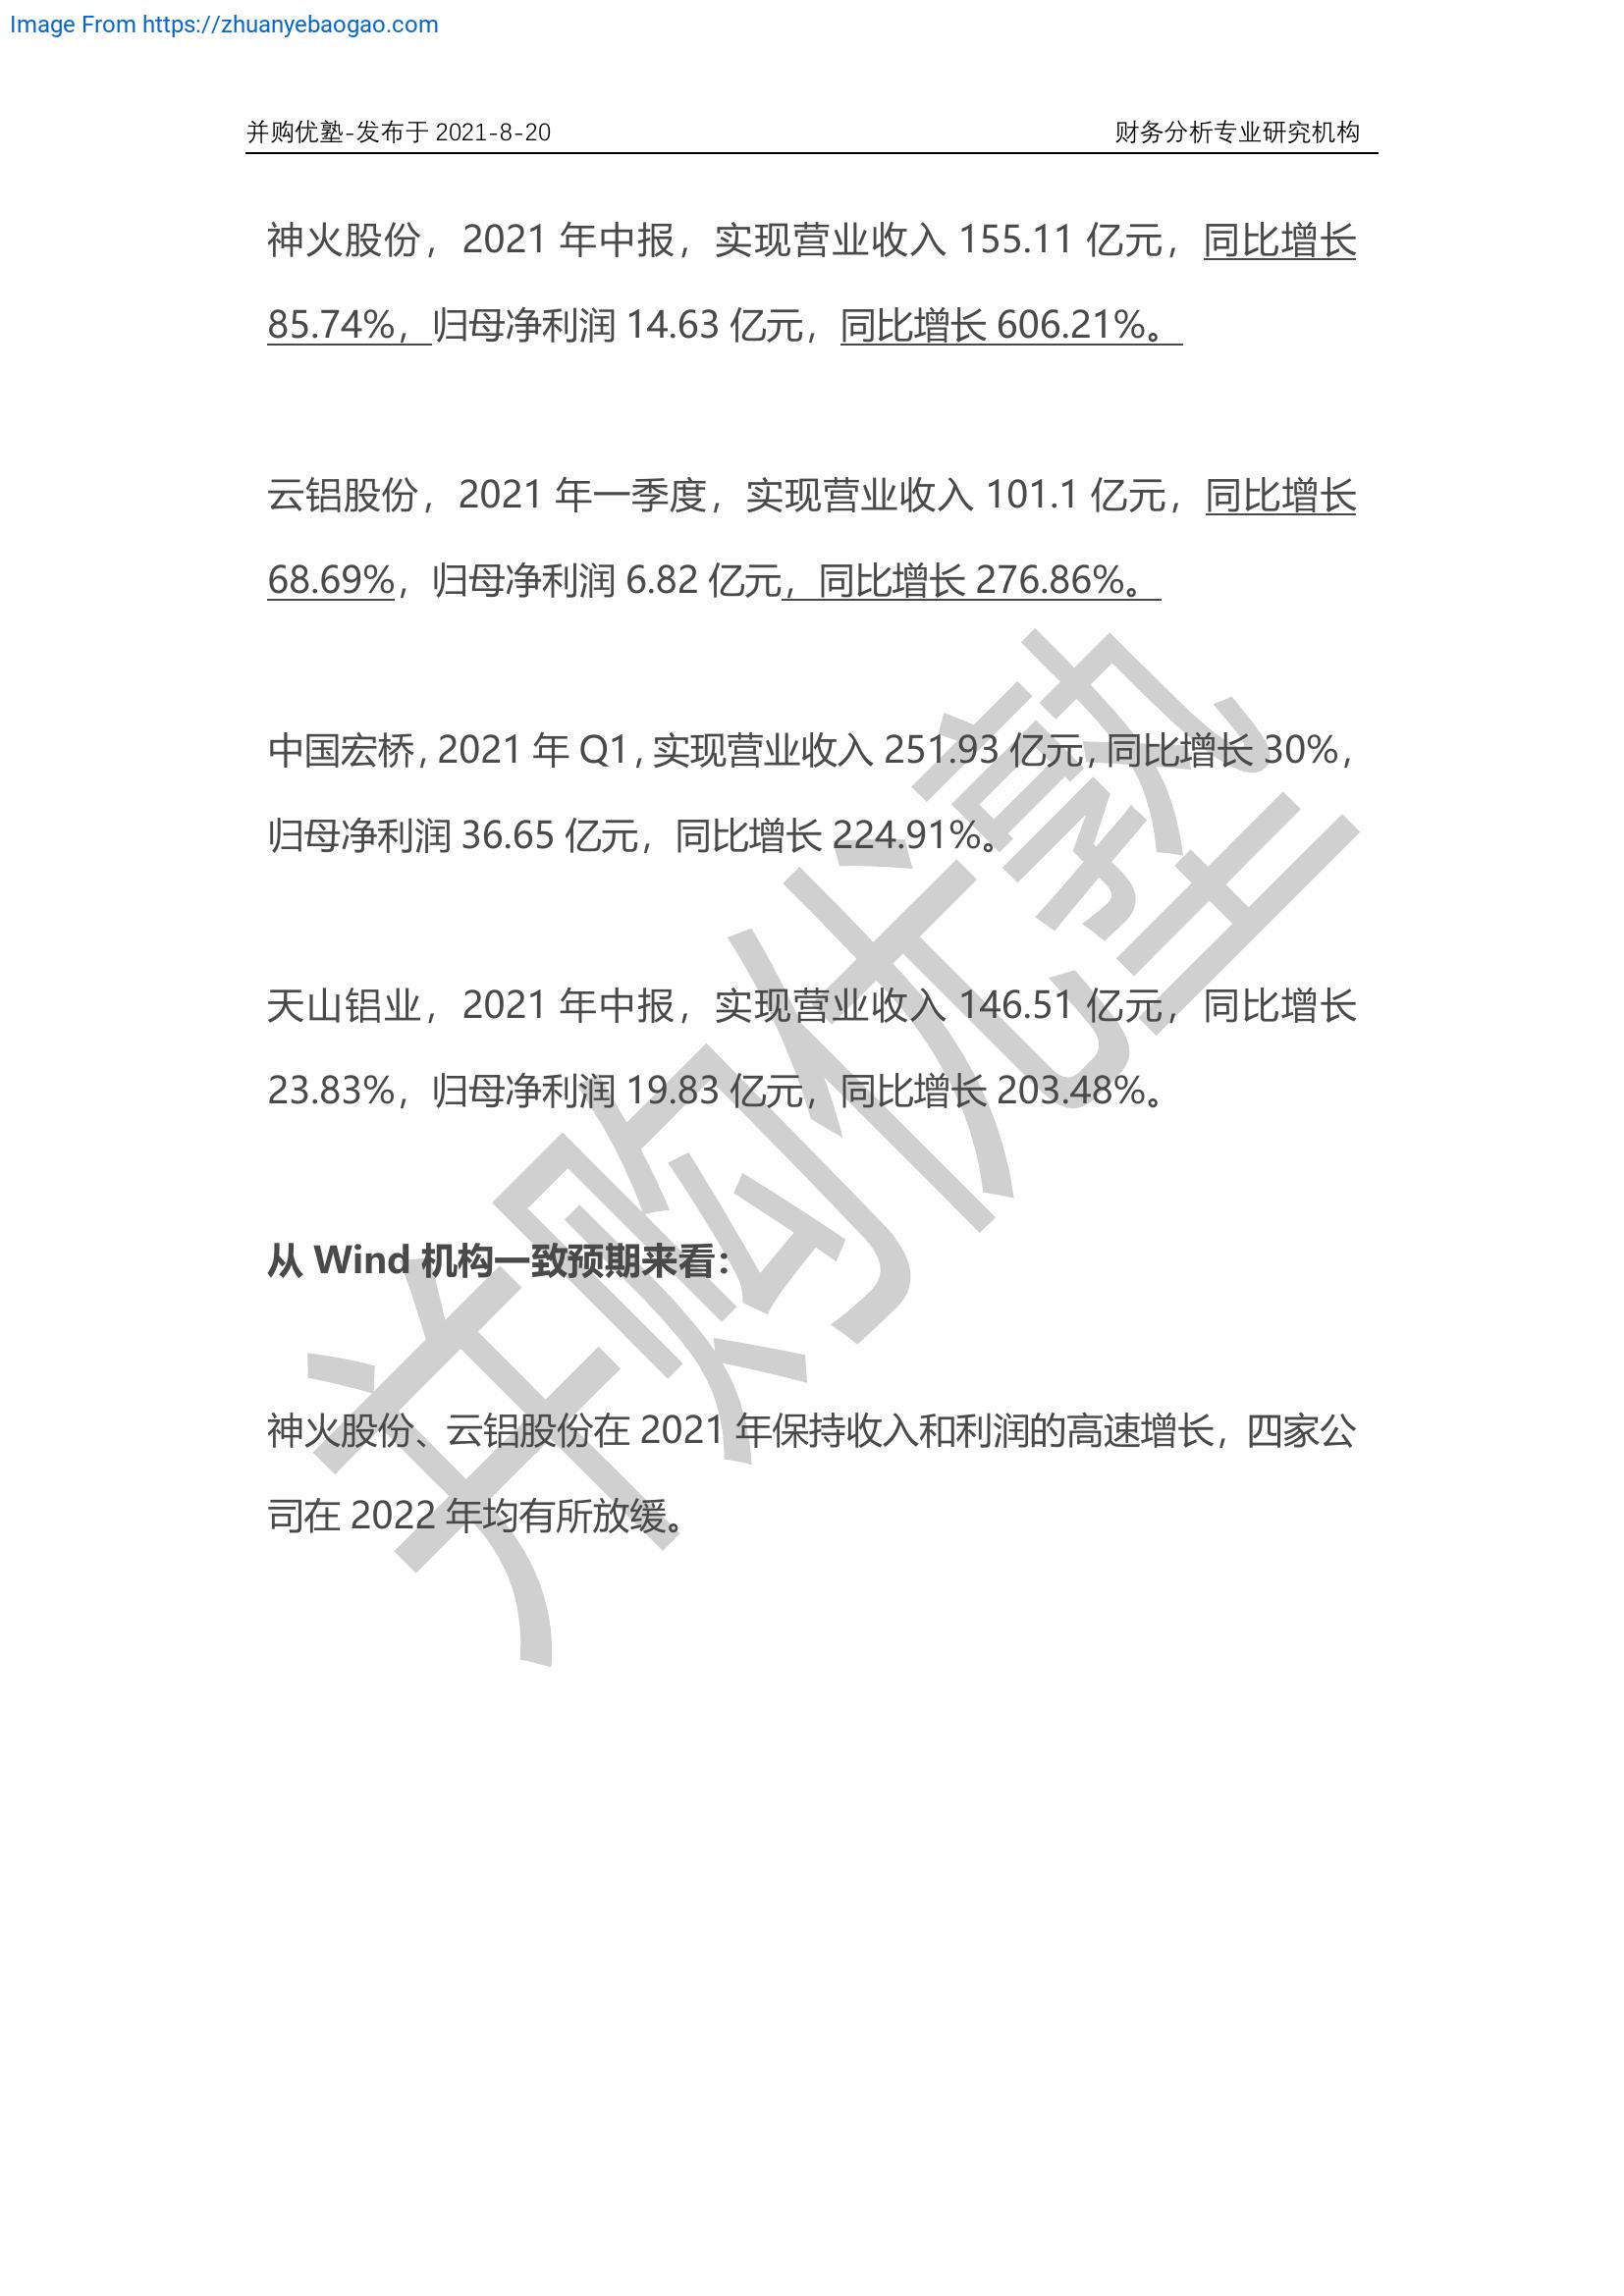 Image From https://zhuanyebaogao.com
并购优塾-发布于 2021-8-20 财务分析专业研究机构
神火股份，2021 年中报，实现营业收入 155.11 亿元，同比增长
85.74%，归母净利润 14.63 亿元，同比增长 606.21%。
云铝股份，2021 年一季度，实现营业收入 101.1 亿元，同比增长
68.69%，归母净利润 6.82 亿元，同比增长 276.86%。
中国宏桥，2021 年 Q1，实现营业收入 251.93 亿元，同比增长 30%，
归母净利润 36.65 亿元，同比增长 224.91%。
天山铝业，2021 年中报，实现营业收入 146.51 亿元，同比增长
23.83%，归母净利润 19.83 亿元，同比增长 203.48%。
从 Wind 机构一致预期来看：
神火股份、云铝股份在 2021 年保持收入和利润的高速增长，四家公
司在 2022 年均有所放缓。
并购优塾